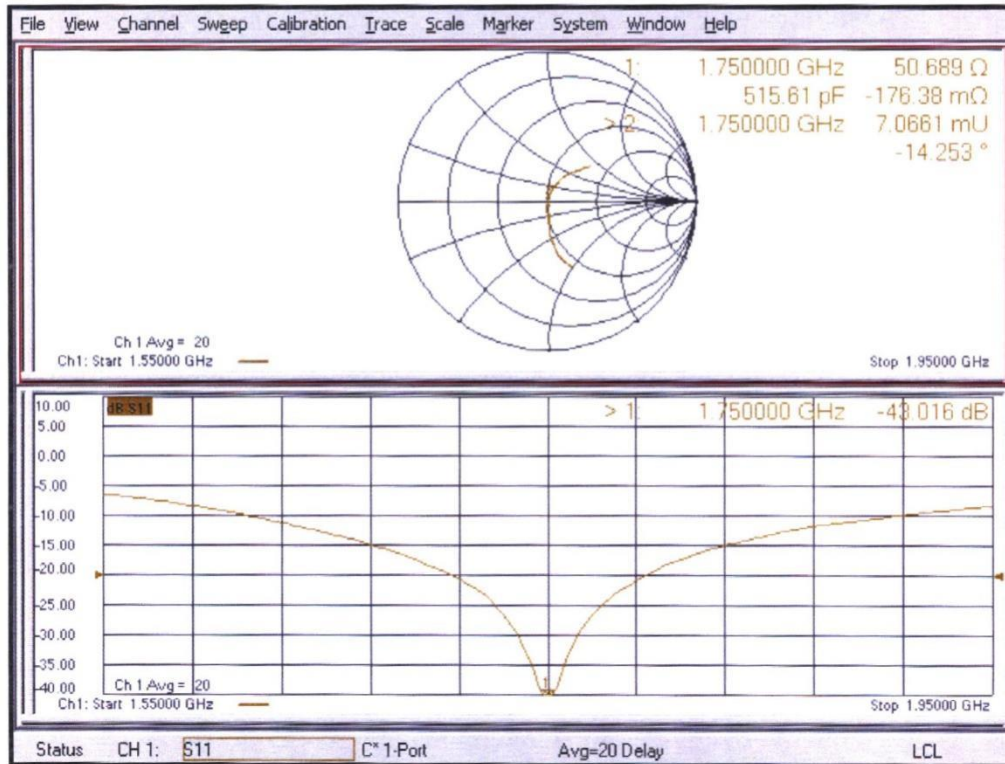 File View Channel Sweep Calibration Trace Scale Marker System Window Help
1: 1.750000 GHz 50.689 Ω
515.61 pF -176.38 mΩ
> 2: 1.750000 GHz 7.0661 mU
-14.253 °
Ch 1 Avg = 20
Ch1: Start 1.55000 GHz Stop 1.95000 GHz
10.00 dB S11 > 1: 1.750000 GHz -43.016 dB
5.00
0.00
-5.00
-10.00
-15.00
-20.00
-25.00
-30.00
-35.00
-40.00 Ch 1 Avg = 20 1
Ch1: Start 1.55000 GHz Stop 1.95000 GHz
Status CH 1: S11 C* 1-Port Avg=20 Delay LCL